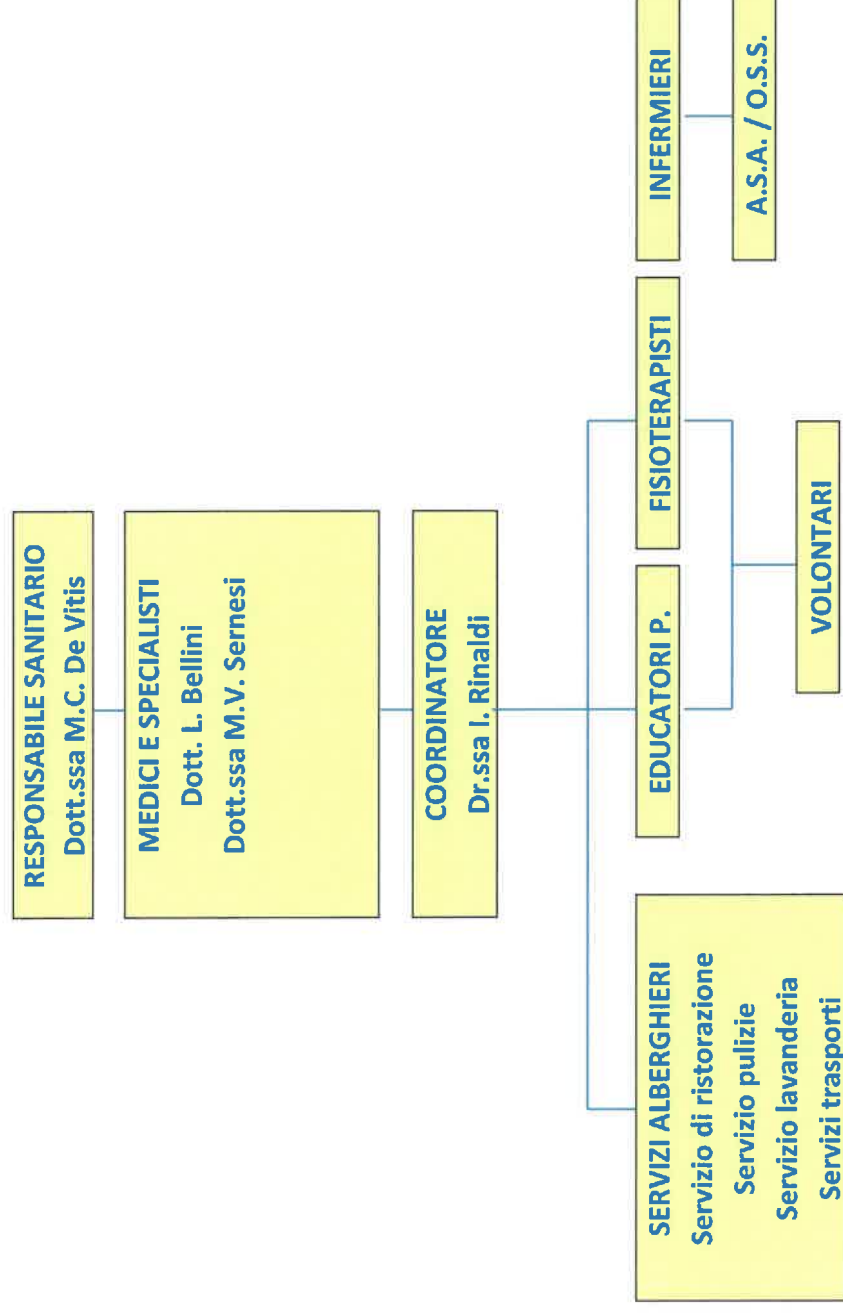 RESPONSABILE SANITARIO
Dott.ssa M.C. De Vitis
MEDICI E SPECIALISTI
Dott. L. Bellini
Dott.ssa M.V. Sernesi
COORDINATORE
Dr.ssa I. Rinaldi
SERVIZI ALBERGHIERI
Servizio di ristorazione
Servizio pulizie
Servizio lavanderia
Servizi trasporti
EDUCATORI P.
FISIOTERAPISTI
INFERMIERI
A.S.A. / O.S.S.
VOLONTARI